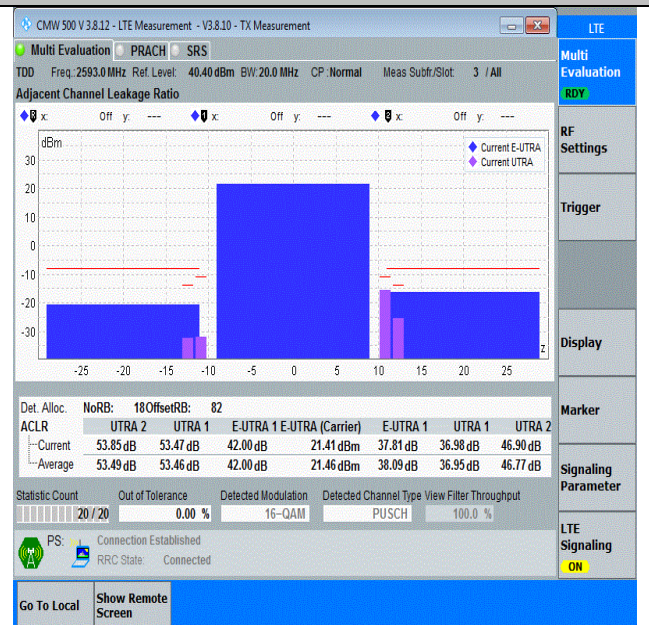 CMW 500 V 3.8.12 - LTE Measurement - V3.8.10 - TX Measurement
LTE
Multi Evaluation PRACH SRS
TDD Freq.:2593.0 MHz Ref. Level: 40.40 dBm BW: 20.0 MHz CP :Normal Meas Subfr./Slot: 3 / All
Adjacent Channel Leakage Ratio
x: Off y: --- 1 x: Off y: --- 2 x: Off y: ---
dBm
Current E-UTRA
Current UTRA
30
20
10
0
-10
-20
-30
z
-25 -20 -15 -10 -5 0 5 10 15 20 25
Det. Alloc. NoRB: 18OffsetRB: 82
ACLR UTRA 2 UTRA 1 E-UTRA 1 E-UTRA (Carrier) E-UTRA 1 UTRA 1 UTRA 2
Current 53.85 dB 53.47 dB 42.00 dB 21.41 dBm 37.81 dB 36.98 dB 46.90 dB
Average 53.49 dB 53.46 dB 42.00 dB 21.46 dBm 38.09 dB 36.95 dB 46.77 dB
Statistic Count Out of Tolerance Detected Modulation Detected Channel Type View Filter Throughput
20 / 20 0.00 % 16-QAM PUSCH 100.0 %
PS: Connection Established
RRC State: Connected
Multi
Evaluation
RDY
RF
Settings
Trigger
Display
Marker
Signaling
Parameter
LTE
Signaling
ON
Go To Local
Show Remote
Screen